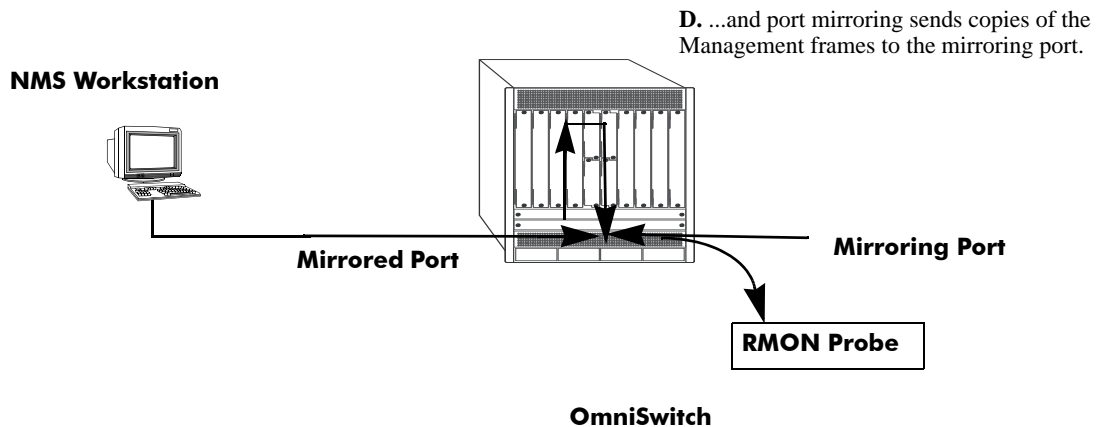 D. ...and port mirroring sends copies of the
Management frames to the mirroring port.
NMS Workstation
Mirrored Port
Mirroring Port
RMON Probe
OmniSwitch